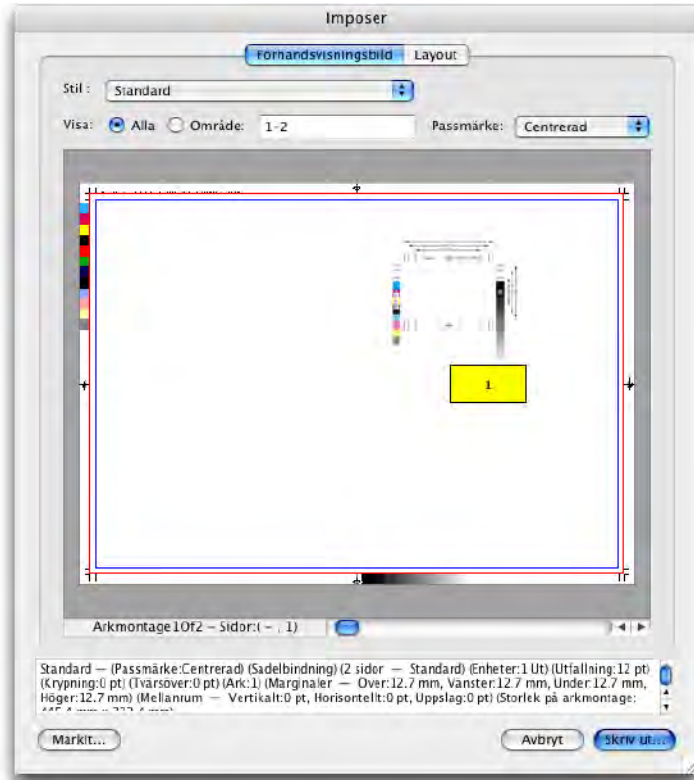 Imposer
Förhandsvisningsbild Layout
Stil : Standard
Visa: Alla Område: 1-2 Passmärke: Centrerad
1
Arkmontage1Of2 – Sidor:( – , 1)
Standard — (Passmärke:Centrerad) (Sadelbindning) (2 sidor — Standard) (Enheter:1 Ut) (Utfallning:12 pt)
(Krypning:0 pt) (Tvärsöver:0 pt) (Ark:1) (Marginaler — Över:12.7 mm, Vänster:12.7 mm, Under:12.7 mm,
Höger:12.7 mm) (Mellanrum — Vertikalt:0 pt, Horisontellt:0 pt, Uppslag:0 pt) (Storlek på arkmontage:
Märkit...
Avbryt
Skriv ut...